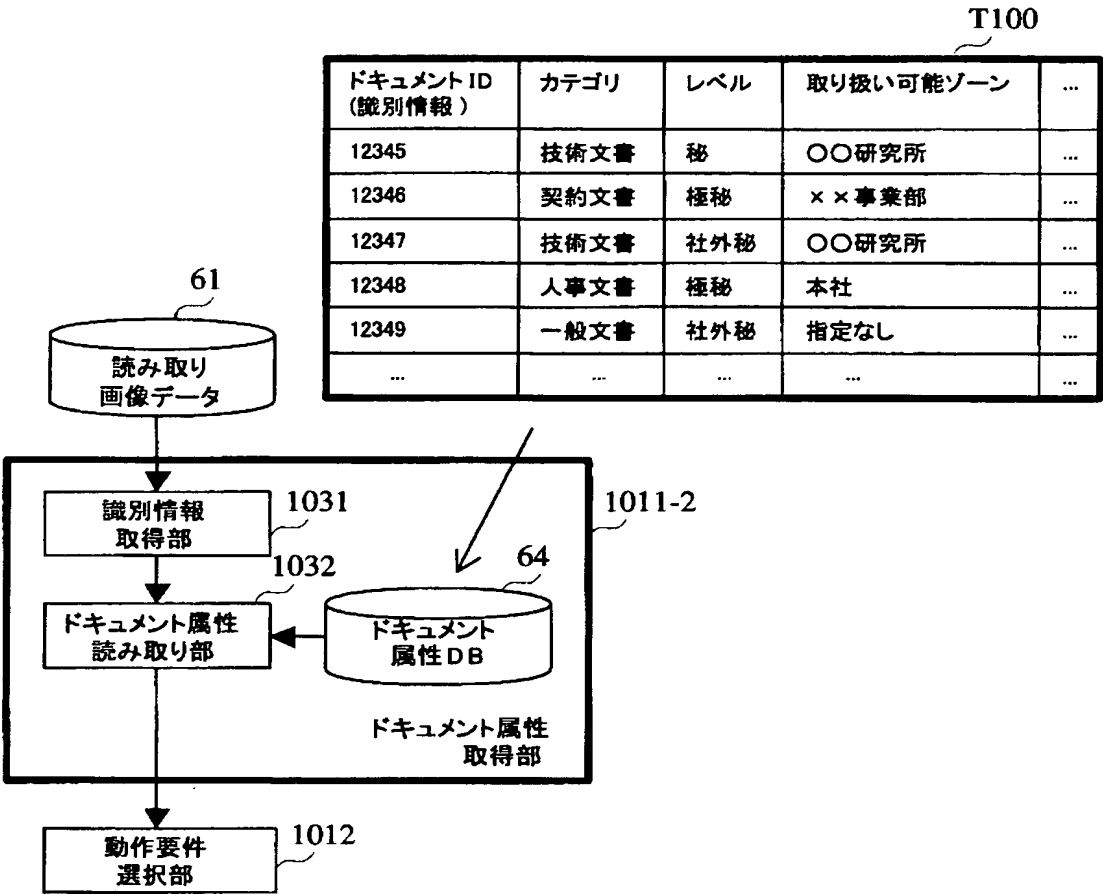 T100
ドキュメント ID
(識別情報)
カテゴリ
レベル
取り扱い可能ゾーン
...
12345
技術文書
秘
○○研究所
...
12346
契約文書
極秘
××事業部
...
12347
技術文書
社外秘
○○研究所
...
12348
人事文書
極秘
本社
...
12349
一般文書
社外秘
指定なし
...
...
...
...
...
...
61
読み取り
画像データ
識別情報
取得部
1031
1011-2
1032
ドキュメント属性
読み取り部
64
ドキュメント
属性DB
ドキュメント属性
取得部
動作要件
選択部
1012